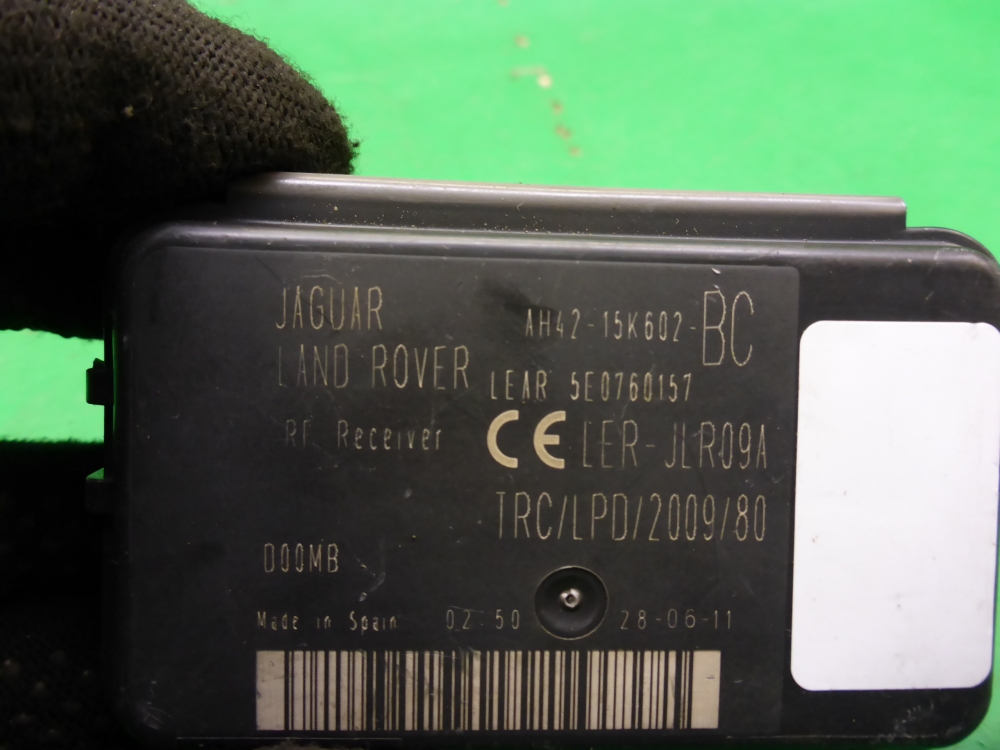 JAGUAR
LAND ROVER
AH42-15K602-BC
LEAR 5E0760157
RF Receiver
CE LER-JLR09A
TRC/LPD/2009/80
D00MB
Made in Spain 02:50 28-06-11